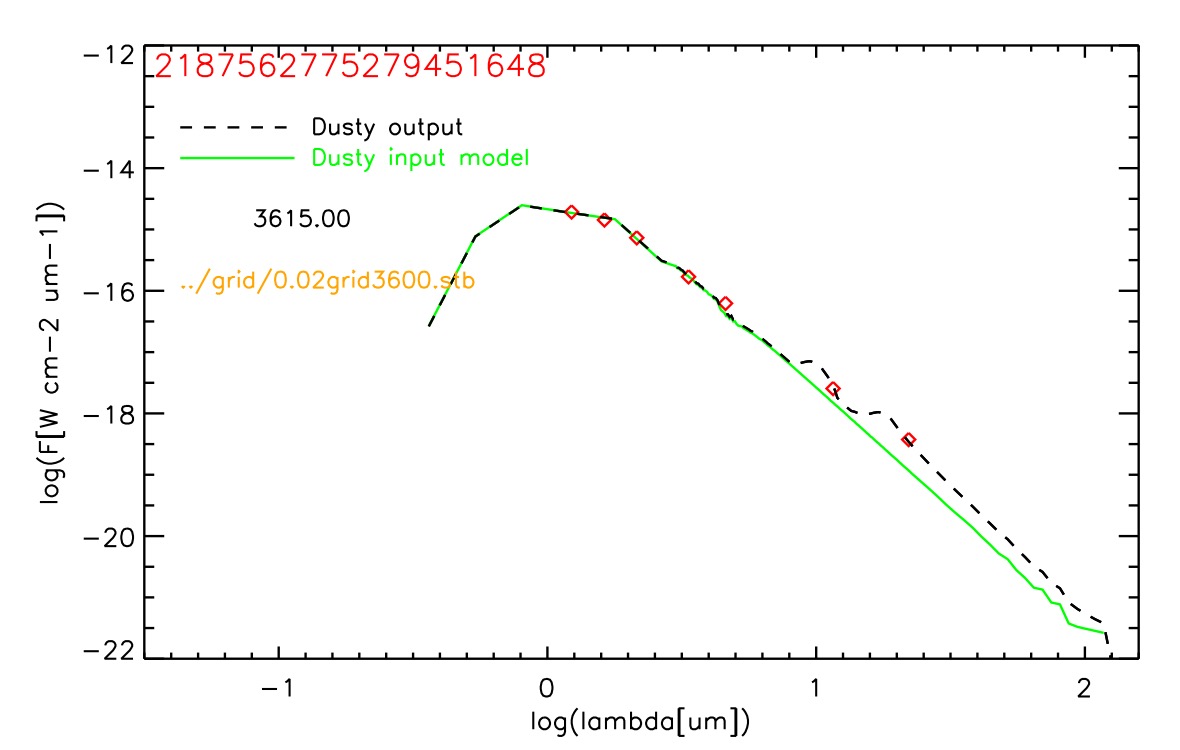 2187562775279451648
Dusty output
Dusty input model
3615.00
../grid/0.02grid3600.stb
log(F[W cm-2 um-1])
-12
-14
-16
-18
-20
-22
-1
0
1
2
log(lambda[um])